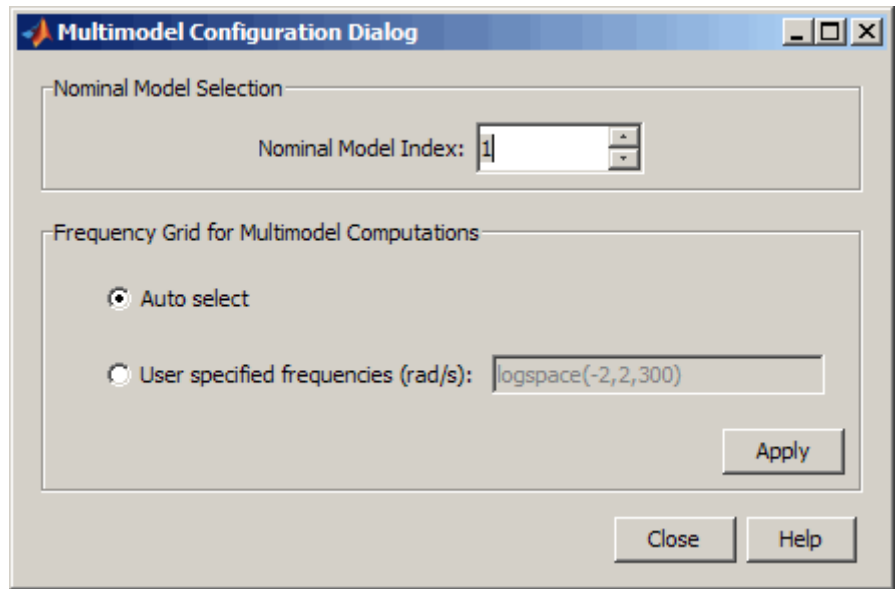 Multimodel Configuration Dialog
Nominal Model Selection
Nominal Model Index: 1
Frequency Grid for Multimodel Computations
Auto select
User specified frequencies (rad/s): logspace(-2,2,300)
Apply
Close Help